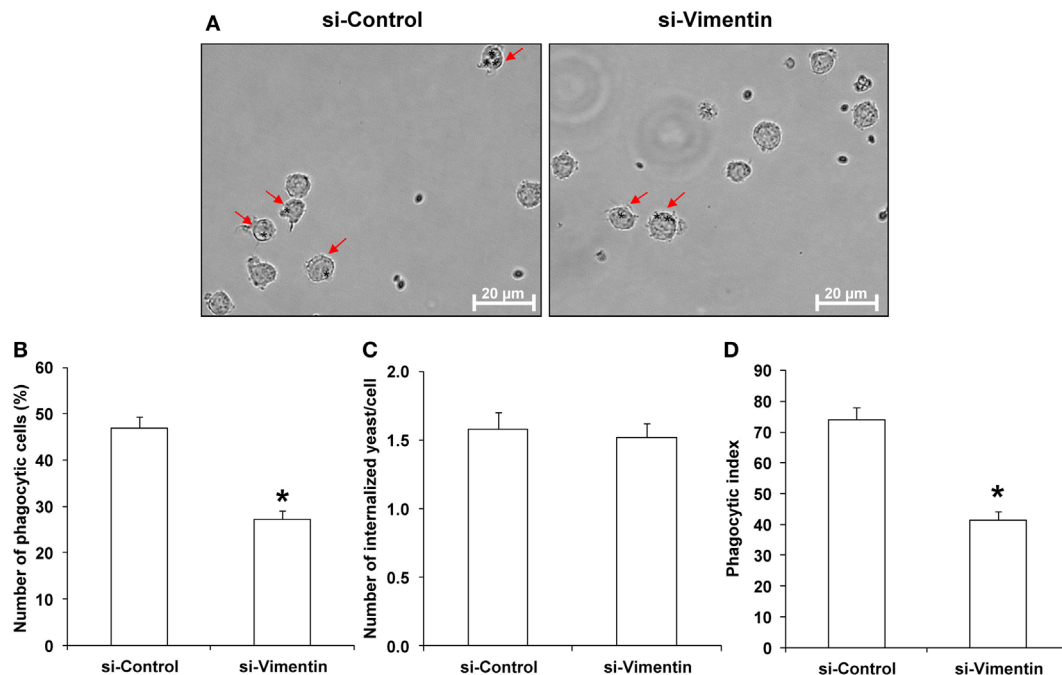 A
si-Control
si-Vimentin
20 µm
20 µm
B
Number of phagocytic cells (%)
60
50
40
30
20
10
0
*
si-Control
si-Vimentin
C
Number of internalized yeast/cell
2.0
1.5
1.0
0.5
0.0
si-Control
si-Vimentin
D
Phagocytic index
90
80
70
60
50
40
30
20
10
0
*
si-Control
si-Vimentin